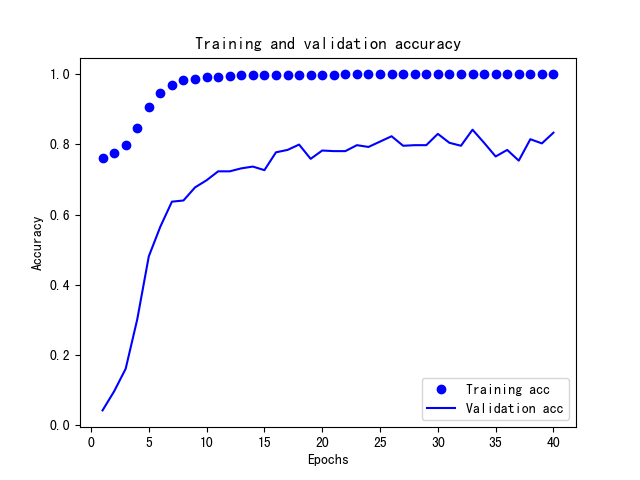 Training and validation accuracy
1.0
0.8
0.6
0.4
0.2
0.0
Accuracy
0 5 10 15 20 25 30 35 40
Epochs
Training acc
Validation acc